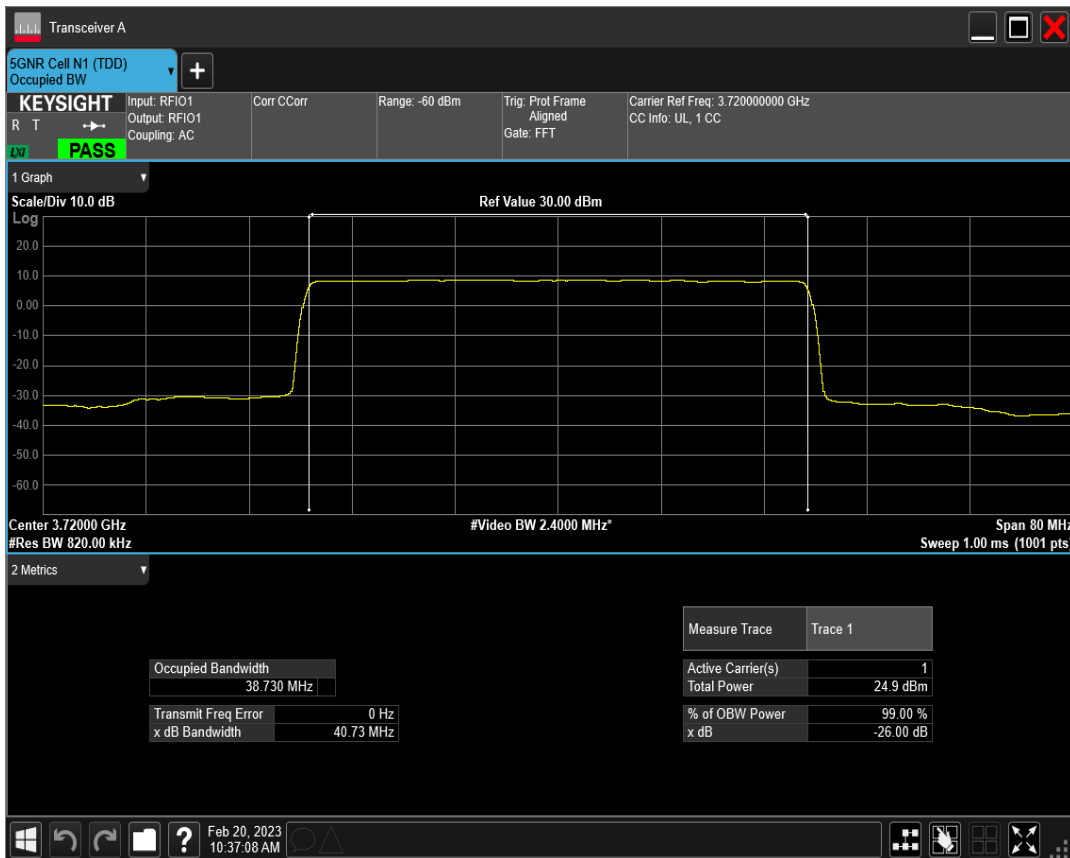 Transceiver A
5GNR Cell N1 (TDD)
Occupied BW
KEYSIGHT
R T
LXI
PASS
Input: RFIO1
Output: RFIO1
Coupling: AC
Corr CCorr
Range: -60 dBm
Trig: Prot Frame
Aligned
Gate: FFT
Carrier Ref Freq: 3.720000000 GHz
CC Info: UL, 1 CC
1 Graph
Scale/Div 10.0 dB
Ref Value 30.00 dBm
Log
20.0
10.0
0.00
-10.0
-20.0
-30.0
-40.0
-50.0
-60.0
Center 3.72000 GHz
#Video BW 2.4000 MHz*
Span 80 MHz
#Res BW 820.00 kHz
Sweep 1.00 ms (1001 pts)
2 Metrics
Measure Trace Trace 1
Occupied Bandwidth
38.730 MHz
Active Carrier(s) 1
Total Power 24.9 dBm
Transmit Freq Error 0 Hz
x dB Bandwidth 40.73 MHz
% of OBW Power 99.00 %
x dB -26.00 dB
?
Feb 20, 2023
10:37:08 AM